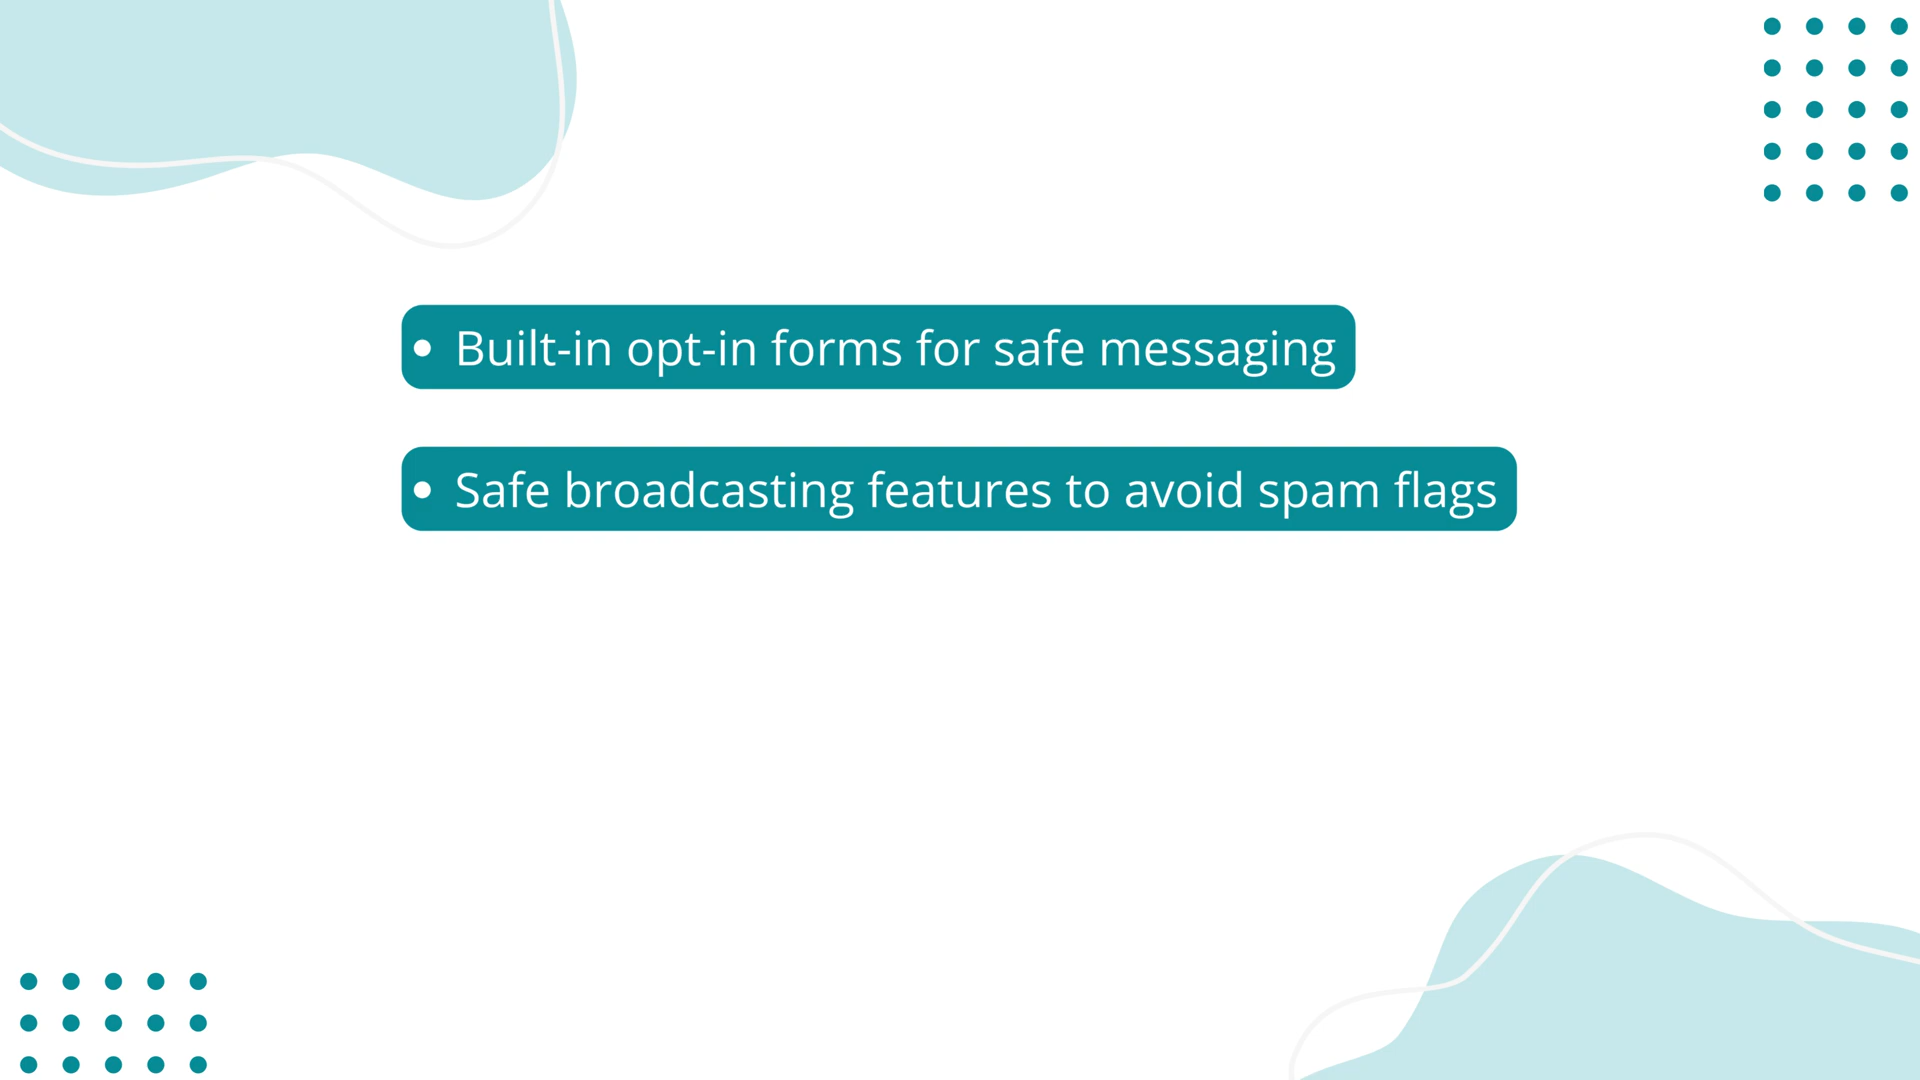 • Built-in opt-in forms for safe messaging
• Safe broadcasting features to avoid spam flags